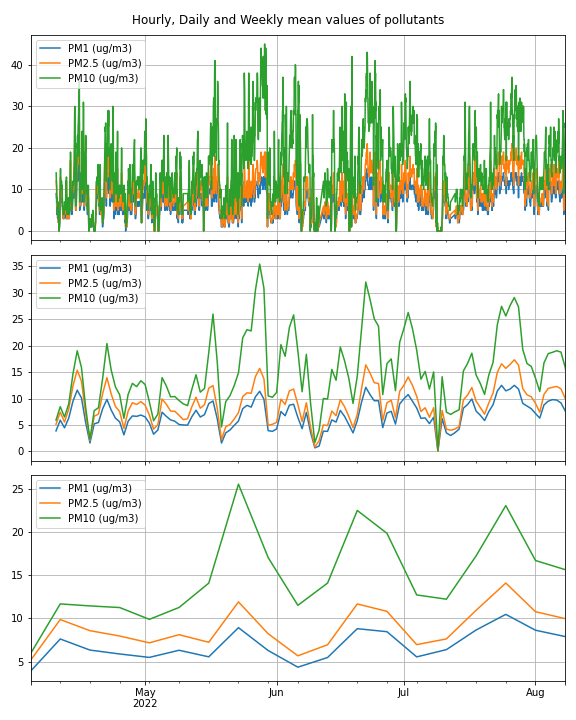 Hourly, Daily and Weekly mean values of pollutants
PM1 (ug/m3)
PM2.5 (ug/m3)
PM10 (ug/m3)
40
30
20
10
0
PM1 (ug/m3)
PM2.5 (ug/m3)
PM10 (ug/m3)
35
30
25
20
15
10
5
0
PM1 (ug/m3)
PM2.5 (ug/m3)
PM10 (ug/m3)
25
20
15
10
5
May Jun Jul Aug
2022